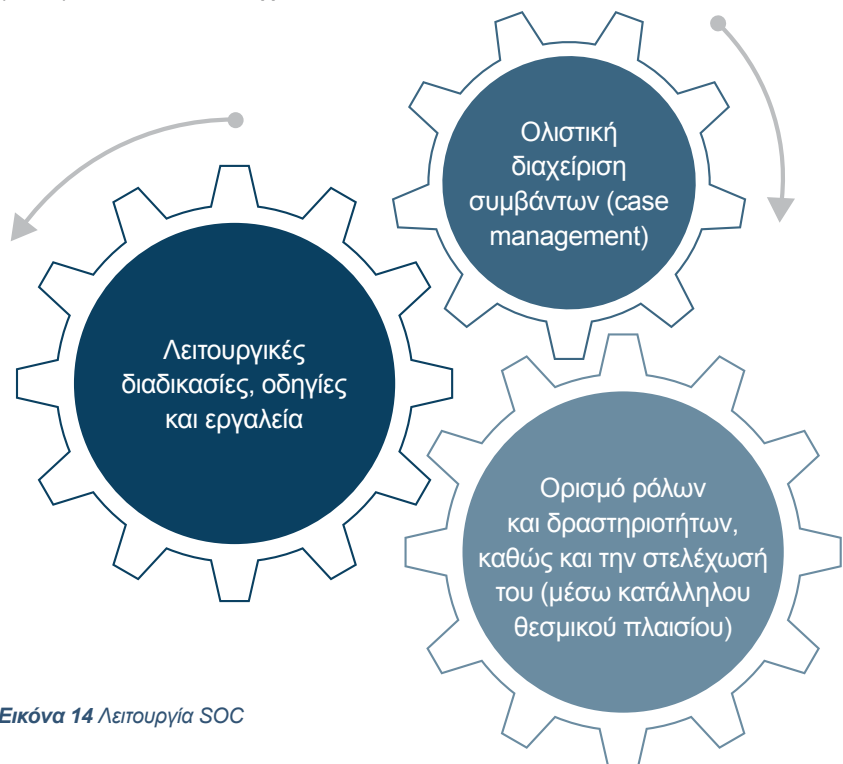 Ολιστική
διαχείριση
συμβάντων (case
management)
Λειτουργικές
διαδικασίες, οδηγίες
και εργαλεία
Ορισμό ρόλων
και δραστηριοτήτων,
καθώς και την στελέχωσή
του (μέσω κατάλληλου
θεσμικού πλαισίου)
Εικόνα 14 Λειτουργία SOC